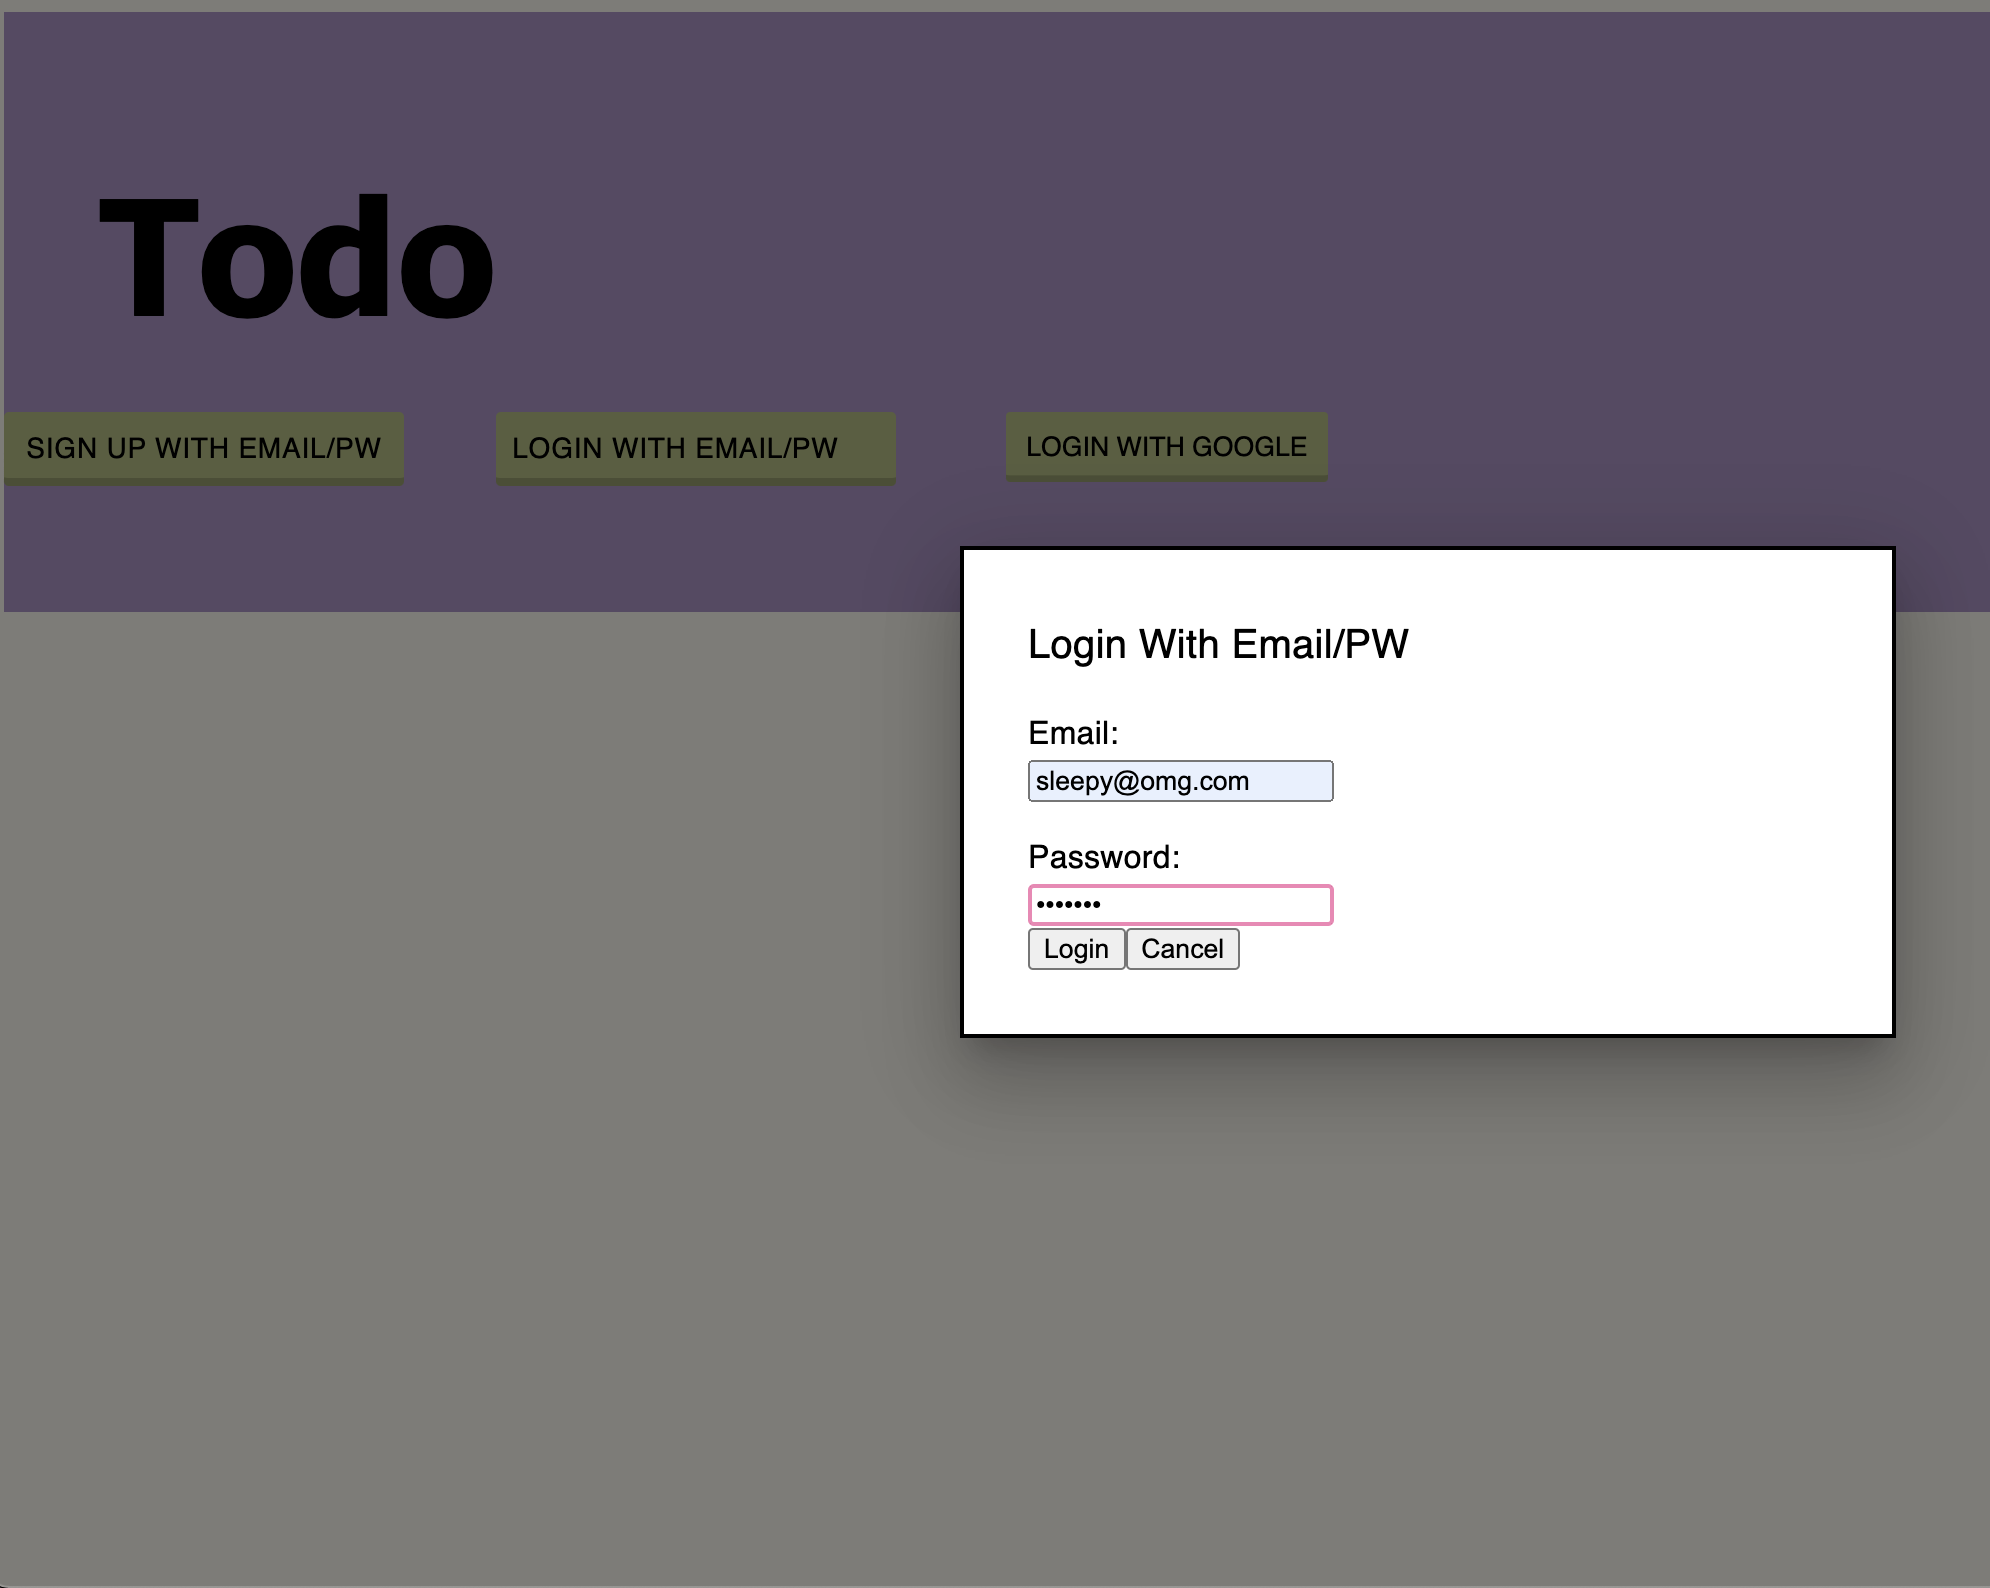 Todo
SIGN UP WITH EMAIL/PW
LOGIN WITH EMAIL/PW
LOGIN WITH GOOGLE
Login With Email/PW
Email:
sleepy@omg.com
Password:
•••••••
Login
Cancel